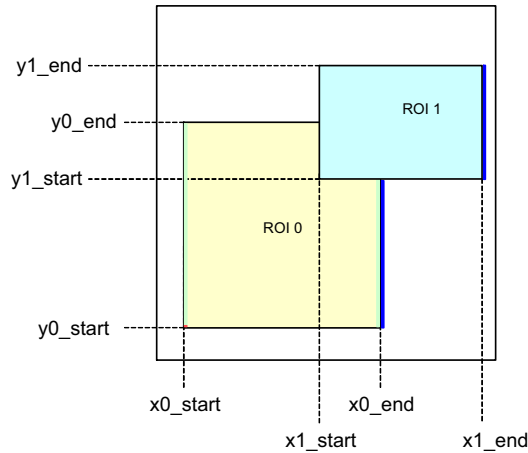 y1_end
ROI 1
y0_end
y1_start
ROI 0
y0_start
x0_start
x0_end
x1_start
x1_end